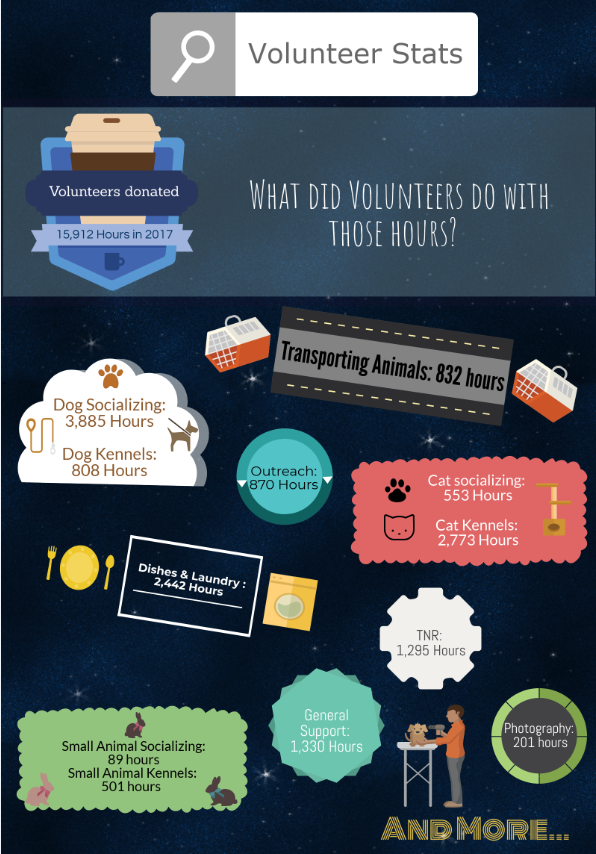 Volunteer Stats
Volunteers donated
15,912 Hours in 2017
WHAT DID VOLUNTEERS DO WITH
THOSE HOURS?
Transporting Animals: 832 hours
Dog Socializing:
3,885 Hours
Dog Kennels:
808 Hours
Outreach:
870 Hours
Cat socializing:
553 Hours
Cat Kennels:
2,773 Hours
Dishes & Laundry :
2,442 Hours
TNR:
1,295 Hours
General
Support:
1,330 Hours
Photography:
201 hours
Small Animal Socializing:
89 hours
Small Animal Kennels:
501 hours
AND MORE...